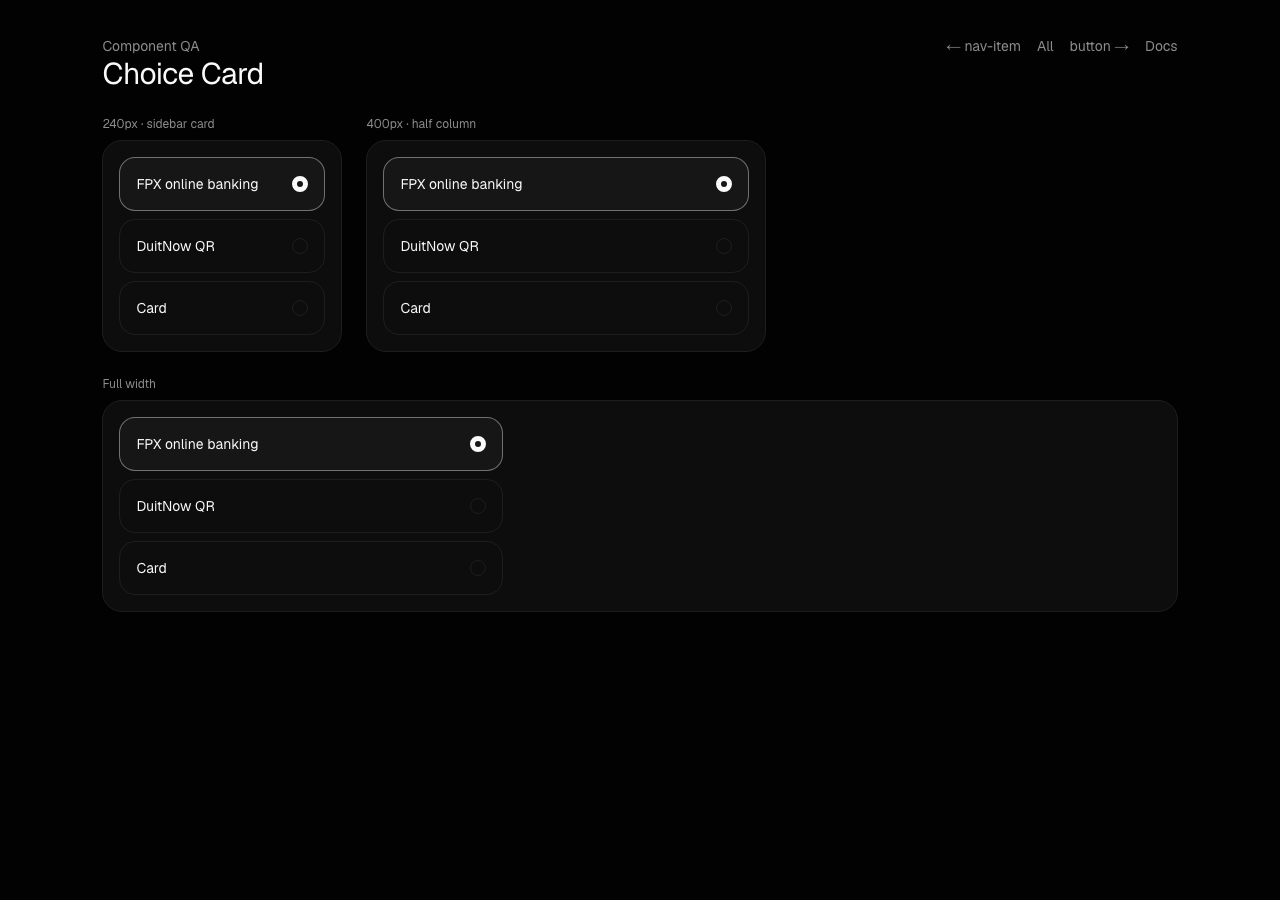 Component QA
← nav-item All button → Docs
Choice Card
240px · sidebar card
FPX online banking
DuitNow QR
Card
400px · half column
FPX online banking
DuitNow QR
Card
Full width
FPX online banking
DuitNow QR
Card